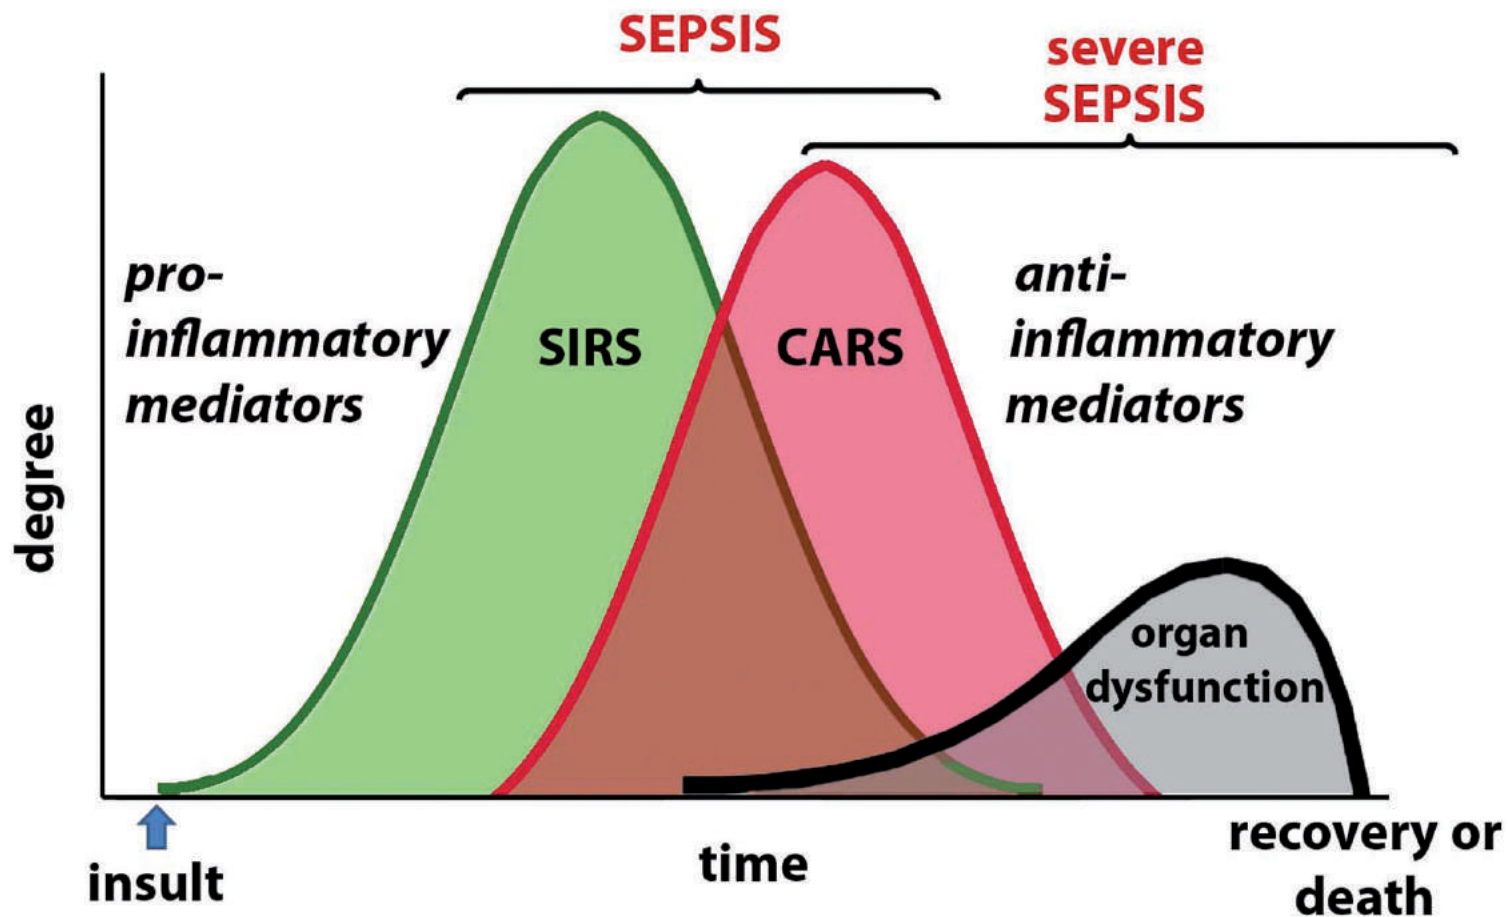 SEPSIS
severe
SEPSIS
pro-
inflammatory
mediators
SIRS
CARS
anti-
inflammatory
mediators
degree
organ
dysfunction
insult
time
recovery or
death